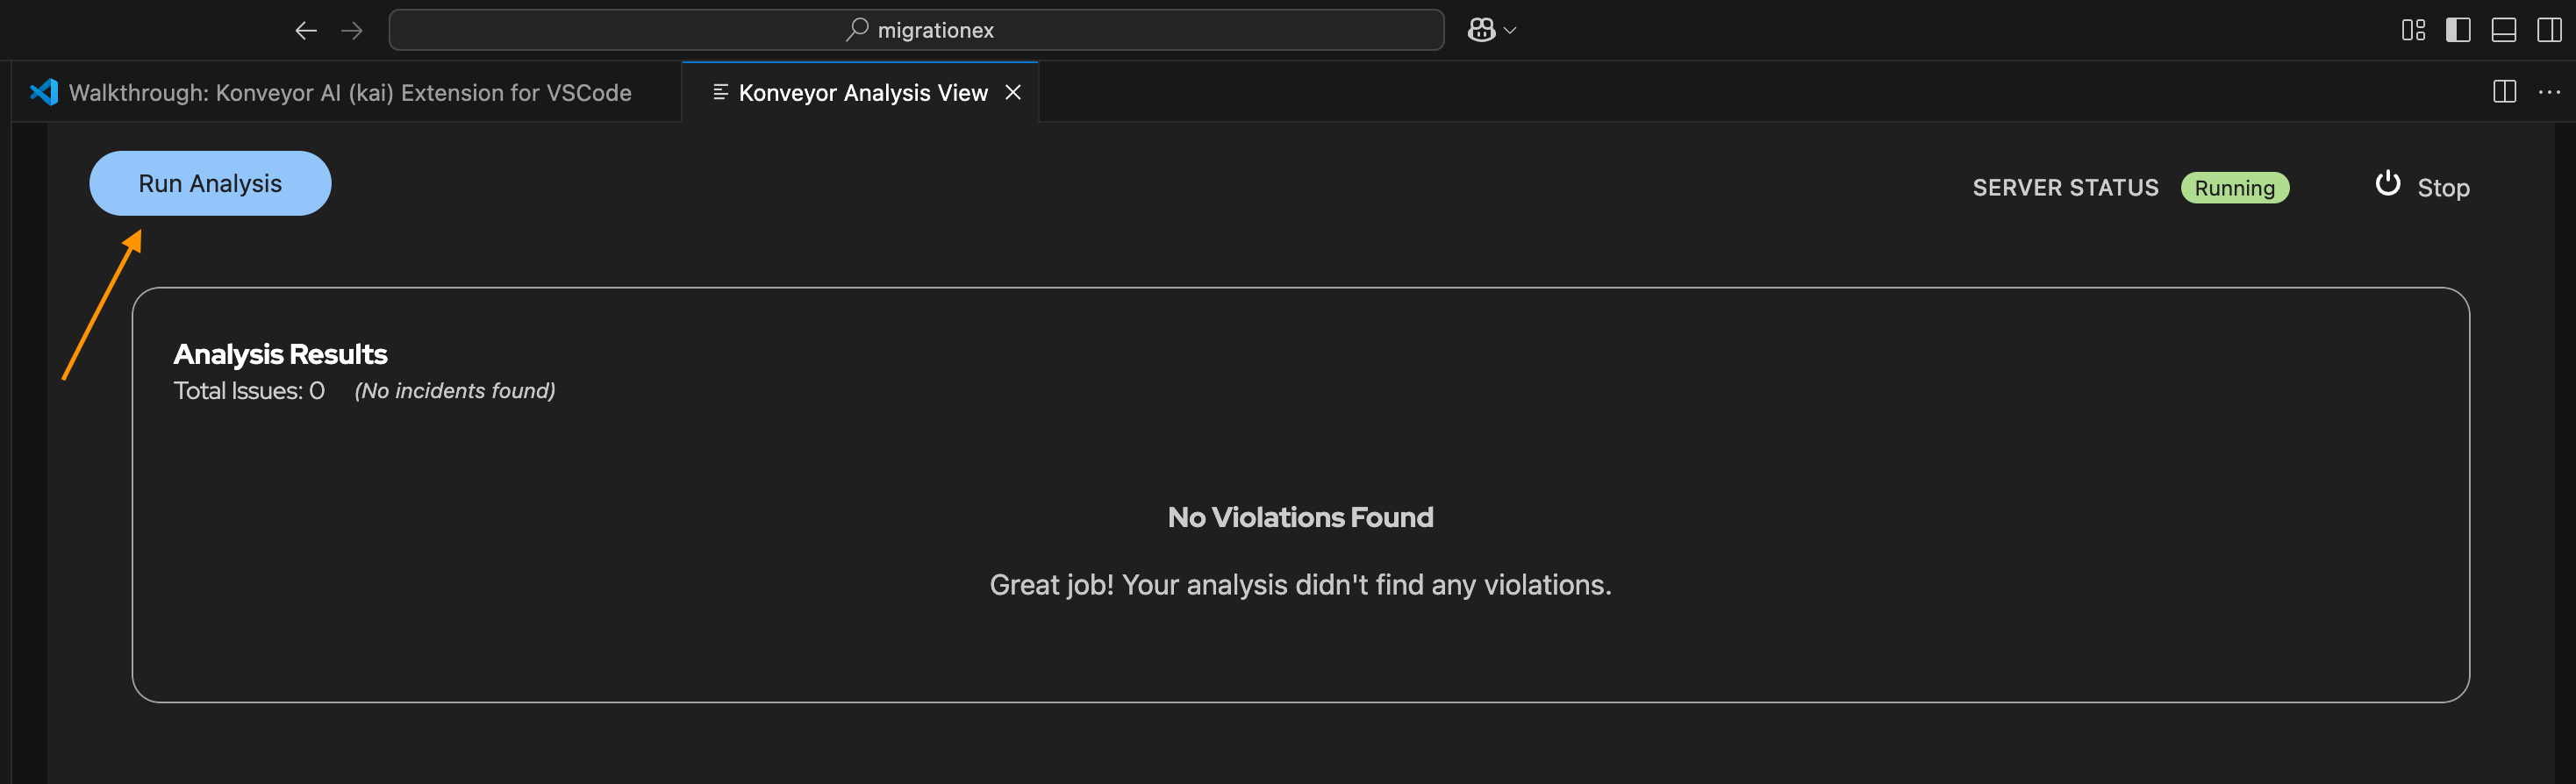 migrationex
Walkthrough: Konveyor AI (kai) Extension for VSCode
Konveyor Analysis View
Run Analysis
SERVER STATUS Running Stop
Analysis Results
Total Issues: 0 (No incidents found)
No Violations Found
Great job! Your analysis didn't find any violations.